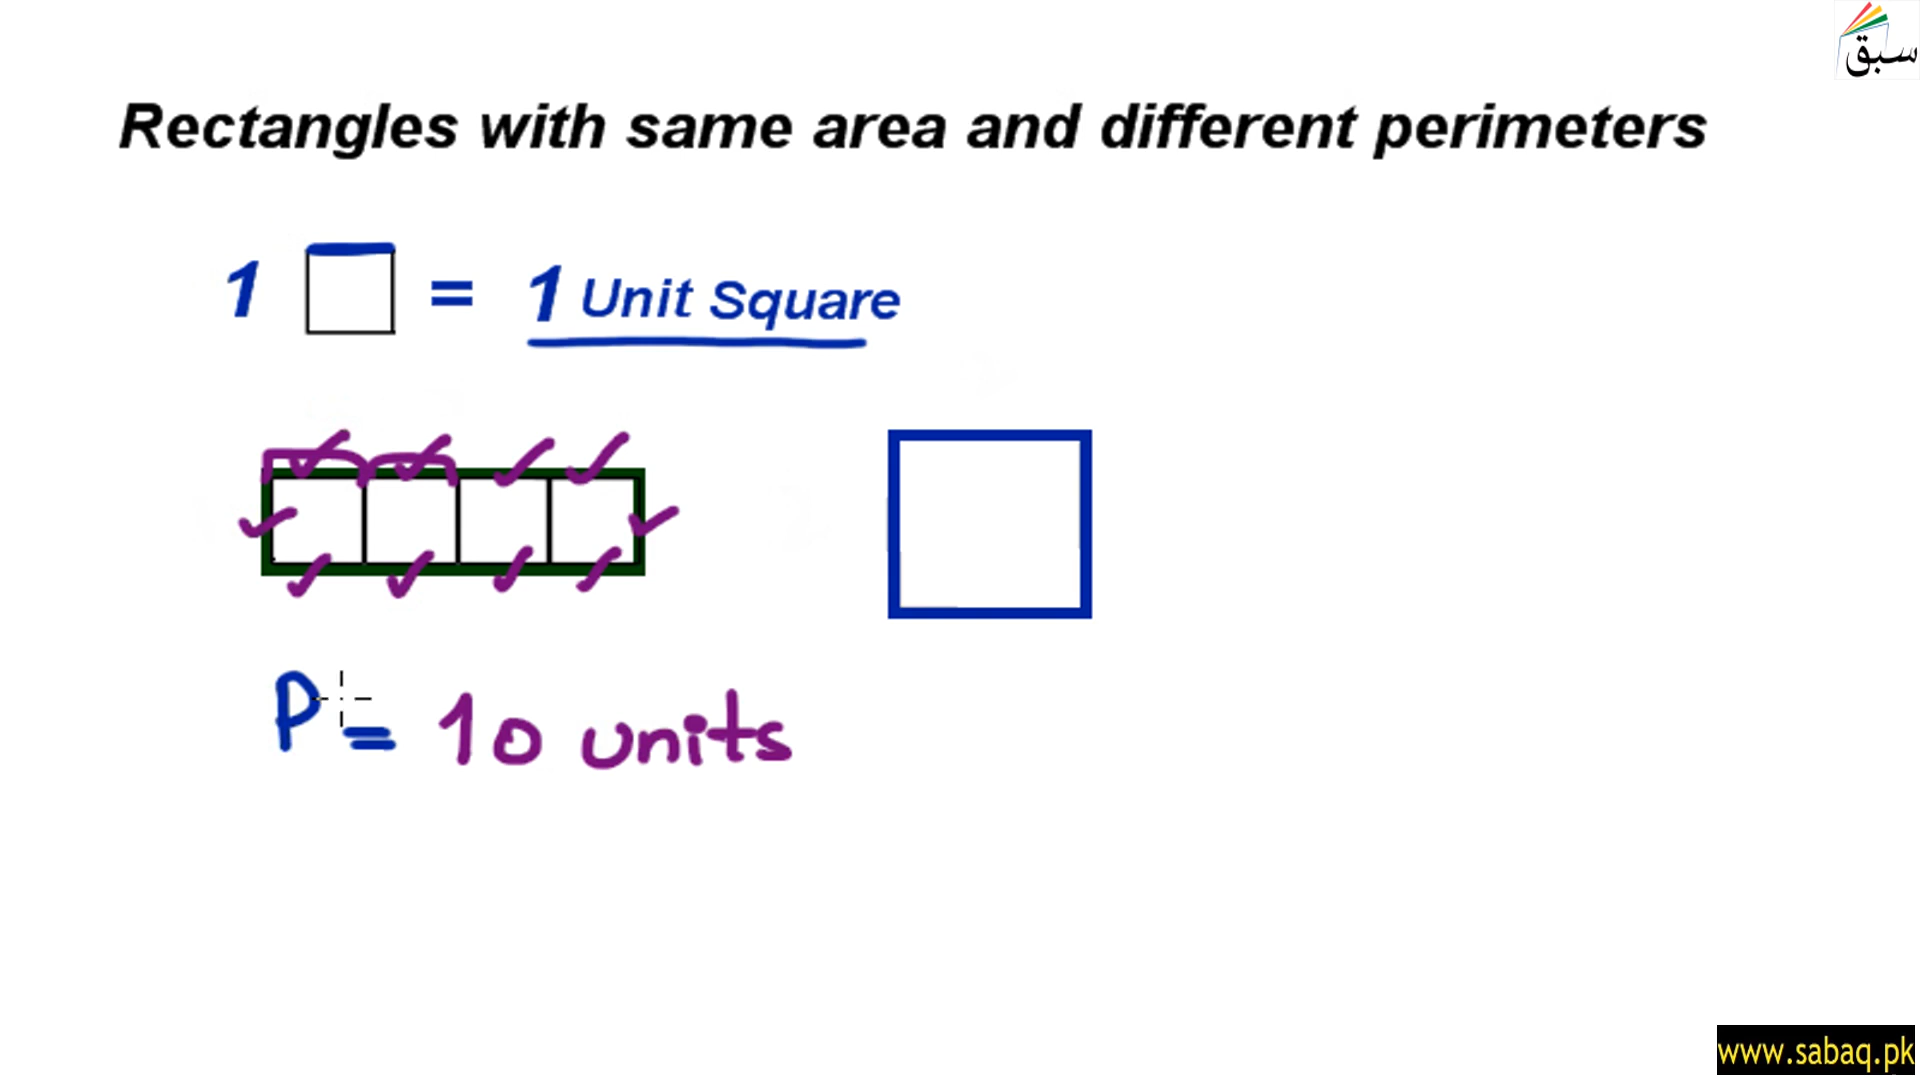 سبق
Rectangles with same area and different perimeters
1 = 1 Unit Square
P = 10 units
www.sabaq.pk